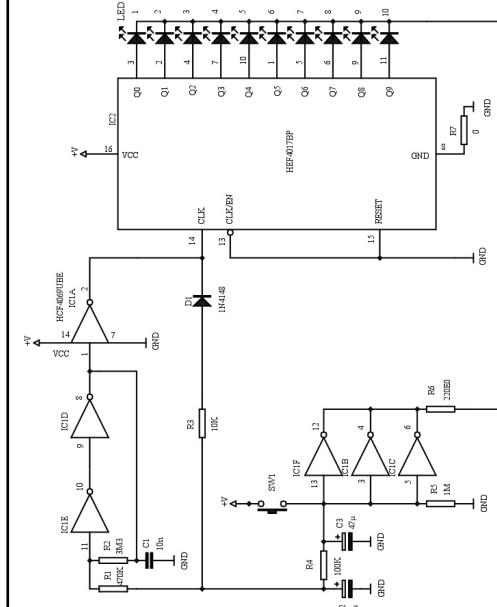 LED
1
2
3
4
5
6
7
8
9
10
3
2
4
7
10
1
5
6
9
11
Q0
Q1
Q2
Q3
Q4
Q5
Q6
Q7
Q8
Q9
IC2
+V
16
VCC
HEF4017BP
GND
8
R7
0
GND
CLK
CLK/EN
RESET
14
13
15
GND
HCF4069UBE
IC1A
+V
14
VCC
1
2
7
GND
IC1D
9
8
IC1E
11
10
D1
1N4148
R3
10K
R1
470K
R2
3M3
C1
10n
GND
+V
SW1
IC1F
13
12
IC1B
3
4
IC1C
5
6
R6
220E0
R5
1M
GND
R4
100K
+
C3
47µ
GND
+
GND